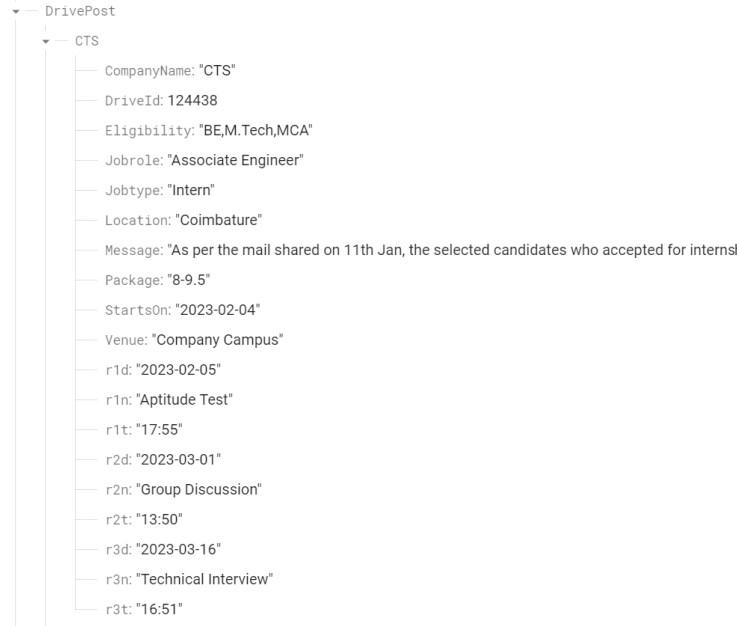 DrivePost
CTS
CompanyName: "CTS"
DriveId: 124438
Eligibility: "BE,M.Tech,MCA"
Jobrole: "Associate Engineer"
Jobtype: "Intern"
Location: "Coimbature"
Message: "As per the mail shared on 11th Jan, the selected candidates who accepted for
Package: "8-9.5"
StartsOn: "2023-02-04"
Venue: "Company Campus"
r1d: "2023-02-05"
r1n: "Aptitude Test"
r1t: "17:55"
r2d: "2023-03-01"
r2n: "Group Discussion"
r2t: "13:50"
r3d: "2023-03-16"
r3n: "Technical Interview"
r3t: "16:51"